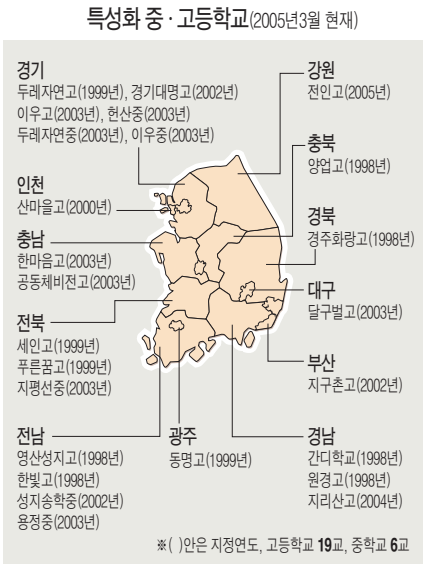 특성화 중·고등학교(2005년3월 현재)
경기
두레자연고(1999년), 경기대명고(2002년)
이우고(2003년), 헌산중(2003년)
두레자연중(2003년), 이우중(2003년)
강원
전인고(2005년)
충북
양업고(1998년)
인천
산마을고(2000년)
경북
경주화랑고(1998년)
충남
한마음고(2003년)
공동체비전고(2003년)
대구
달구벌고(2003년)
전북
세인고(1999년)
푸른꿈고(1999년)
지평선중(2003년)
부산
지구촌고(2002년)
전남
영산성지고(1998년)
한빛고(1998년)
성지송학중(2002년)
용정중(2003년)
광주
동명고(1999년)
경남
간디학교(1998년)
원경고(1998년)
지리산고(2004년)
※( )안은 지정연도, 고등학교 19교, 중학교 6교